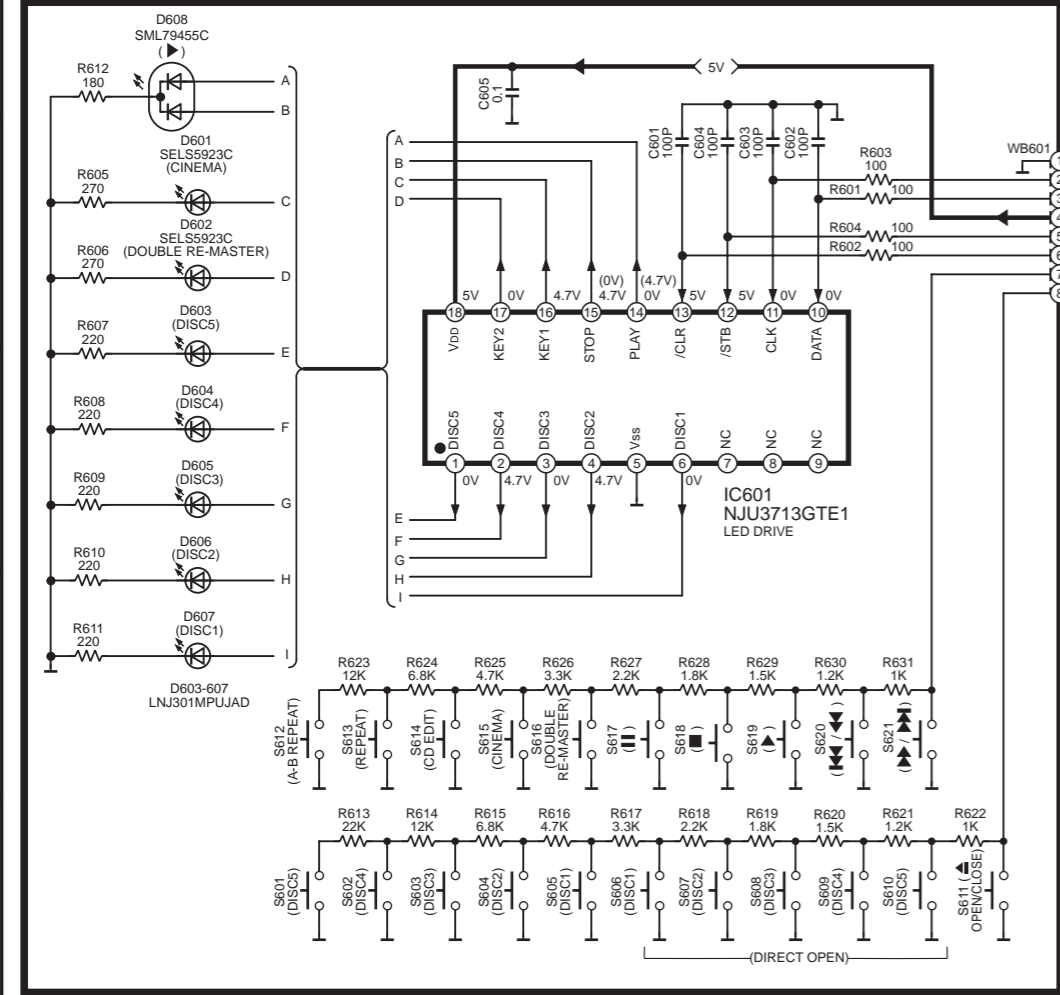 D608
SML79455C
(▶)
R612
180
A
B
D601
SELS5923C
(CINEMA)
R605
270
C
D602
SELS5923C
(DOUBLE RE-MASTER)
R606
270
D
D603
(DISC5)
R607
220
E
D604
(DISC4)
R608
220
F
D605
(DISC3)
R609
220
G
D606
(DISC2)
R610
220
H
D607
(DISC1)
R611
220
I
D603-607
LNJ301MPUJAD
5V
C605
0.1
C601
100P
C604
100P
C603
100P
C602
100P
R603
100
R601 100
R604 100
R602 100
WB601
1
2
3
4
5
6
7
8
A
B
C
D
(0V) (4.7V)
5V 0V 4.7V 4.7V 0V 5V 5V 0V 0V
18 17 16 15 14 13 12 11 10
VDD KEY2 KEY1 STOP PLAY /CLR /STB CLK DATA
DISC5 DISC4 DISC3 DISC2 Vss DISC1 NC NC NC
1 2 3 4 5 6 7 8 9
0V 4.7V 0V 4.7V 0V
IC601
NJU3713GTE1
LED DRIVE
E
F
G
H
I
R623 R624 R625 R626 R627 R628 R629 R630 R631
12K 6.8K 4.7K 3.3K 2.2K 1.8K 1.5K 1.2K 1K
S612
(A-B REPEAT)
S613
(REPEAT)
S614
(CD EDIT)
S615
(CINEMA)
S616
(DOUBLE
RE-MASTER)
S617
S618
(■)
S619
S620
S621
R613 R614 R615 R616 R617 R618 R619 R620 R621 R622
22K 12K 6.8K 4.7K 3.3K 2.2K 1.8K 1.5K 1.2K 1K
S601
(DISC5)
S602
(DISC4)
S603
(DISC3)
S604
(DISC2)
S605
(DISC1)
S606
(DISC1)
S607
(DISC2)
S608
(DISC3)
S609
(DISC4)
S610
(DISC5)
S611 (⏏
OPEN/CLOSE)
(DIRECT OPEN)